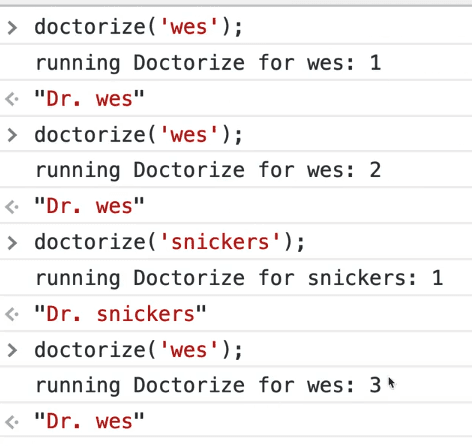 > doctorize('wes');
running Doctorize for wes: 1
<· "Dr. wes"
> doctorize('wes');
running Doctorize for wes: 2
<· "Dr. wes"
> doctorize('snickers');
running Doctorize for snickers: 1
<· "Dr. snickers"
> doctorize('wes');
running Doctorize for wes: 3
<· "Dr. wes"